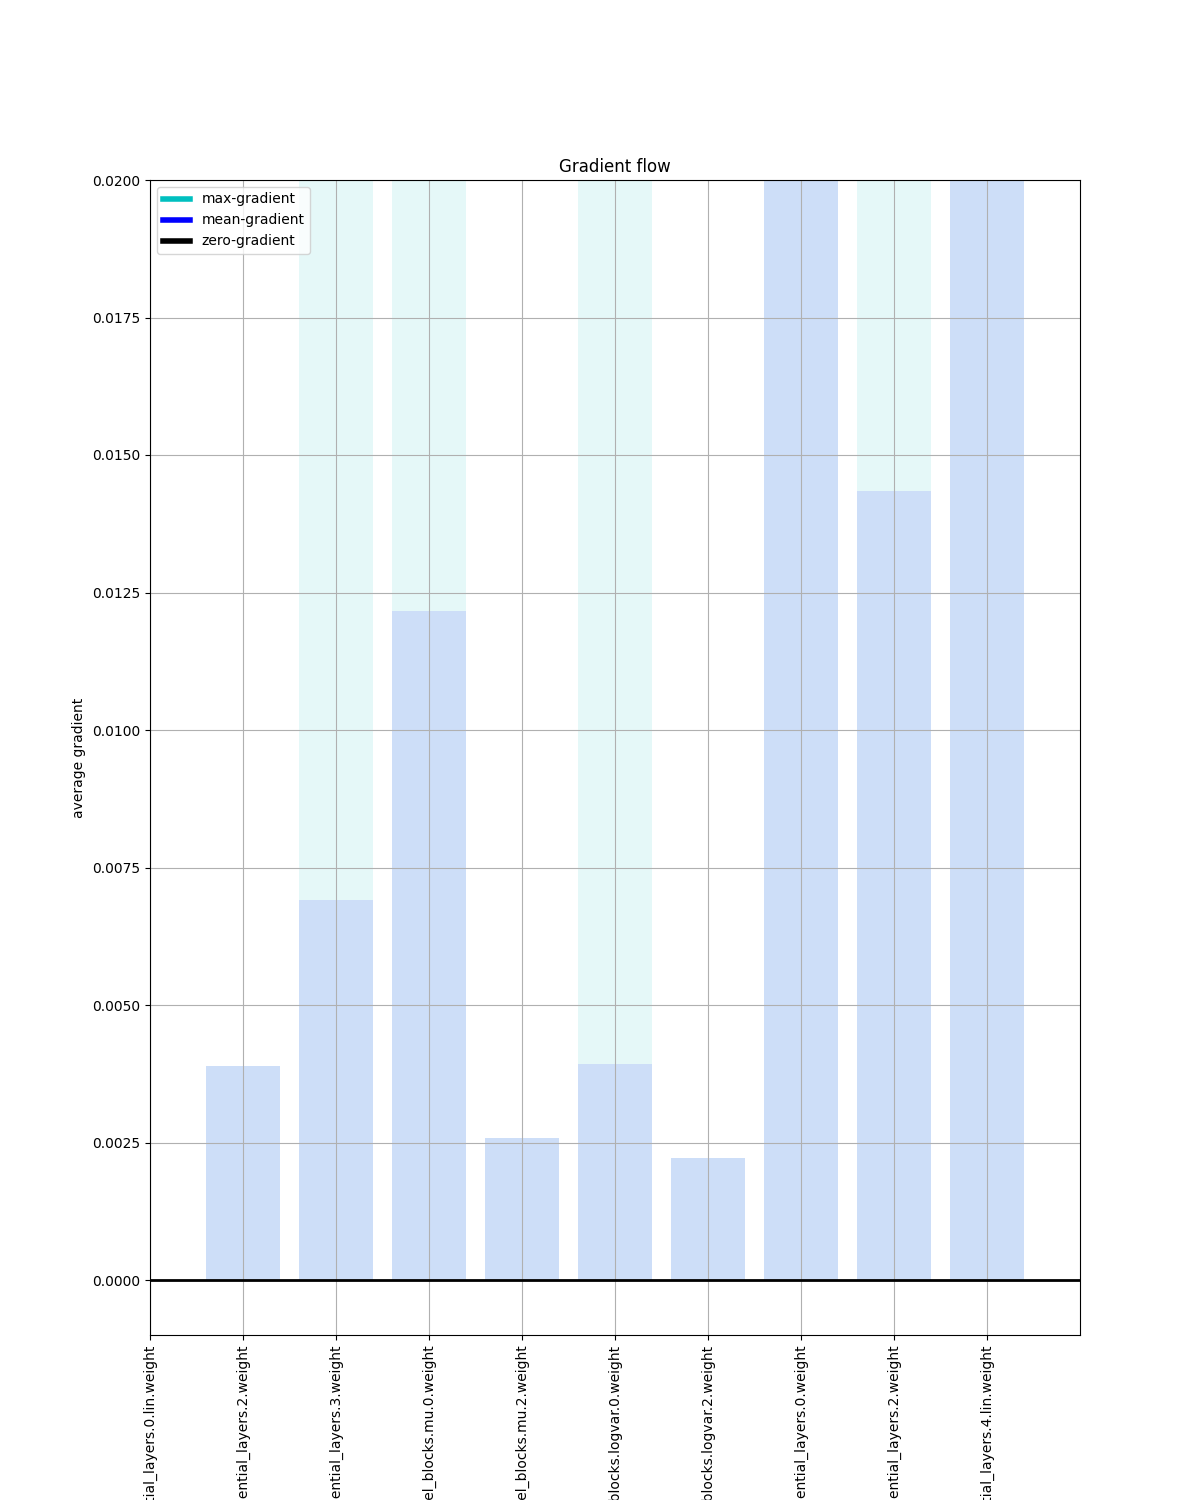 Gradient flow
max-gradient
mean-gradient
zero-gradient
0.0200
0.0175
0.0150
0.0125
0.0100
0.0075
0.0050
0.0025
0.0000
average gradient
tial_layers.0.lin.weight
ential_layers.2.weight
ential_layers.3.weight
el_blocks.mu.0.weight
el_blocks.mu.2.weight
blocks.logvar.0.weight
blocks.logvar.2.weight
ential_layers.0.weight
ential_layers.2.weight
tial_layers.4.lin.weight